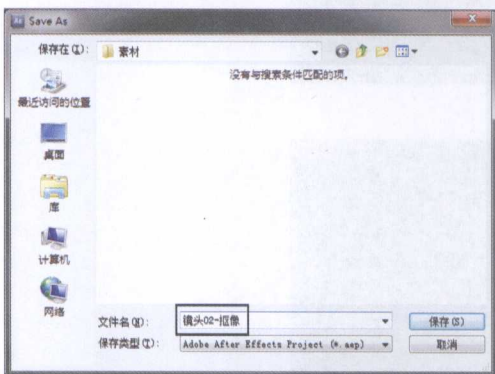 Ae Save As
保存在(I): 素材
没有与搜索条件匹配的项。
最近访问的位置
桌面
库
计算机
网络
文件名(N): 镜头02-抠像 保存(S)
保存类型(T): Adobe After Effects Project (*.aep) 取消